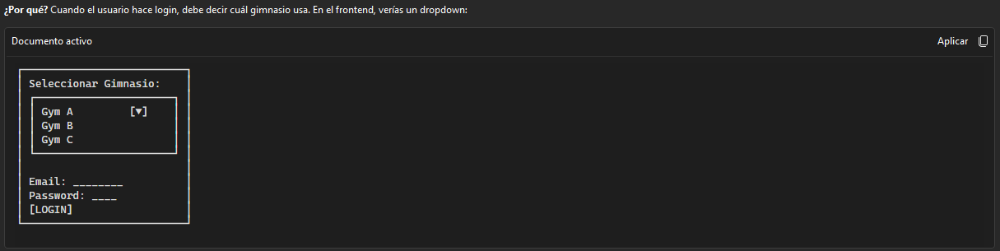 ¿Por qué? Cuando el usuario hace login, debe decir cuál gimnasio usa. En el frontend, verías un dropdown:
Documento activo
Aplicar
Seleccionar Gimnasio:
Gym A [▼]
Gym B
Gym C
Email: ________
Password: ____
[LOGIN]